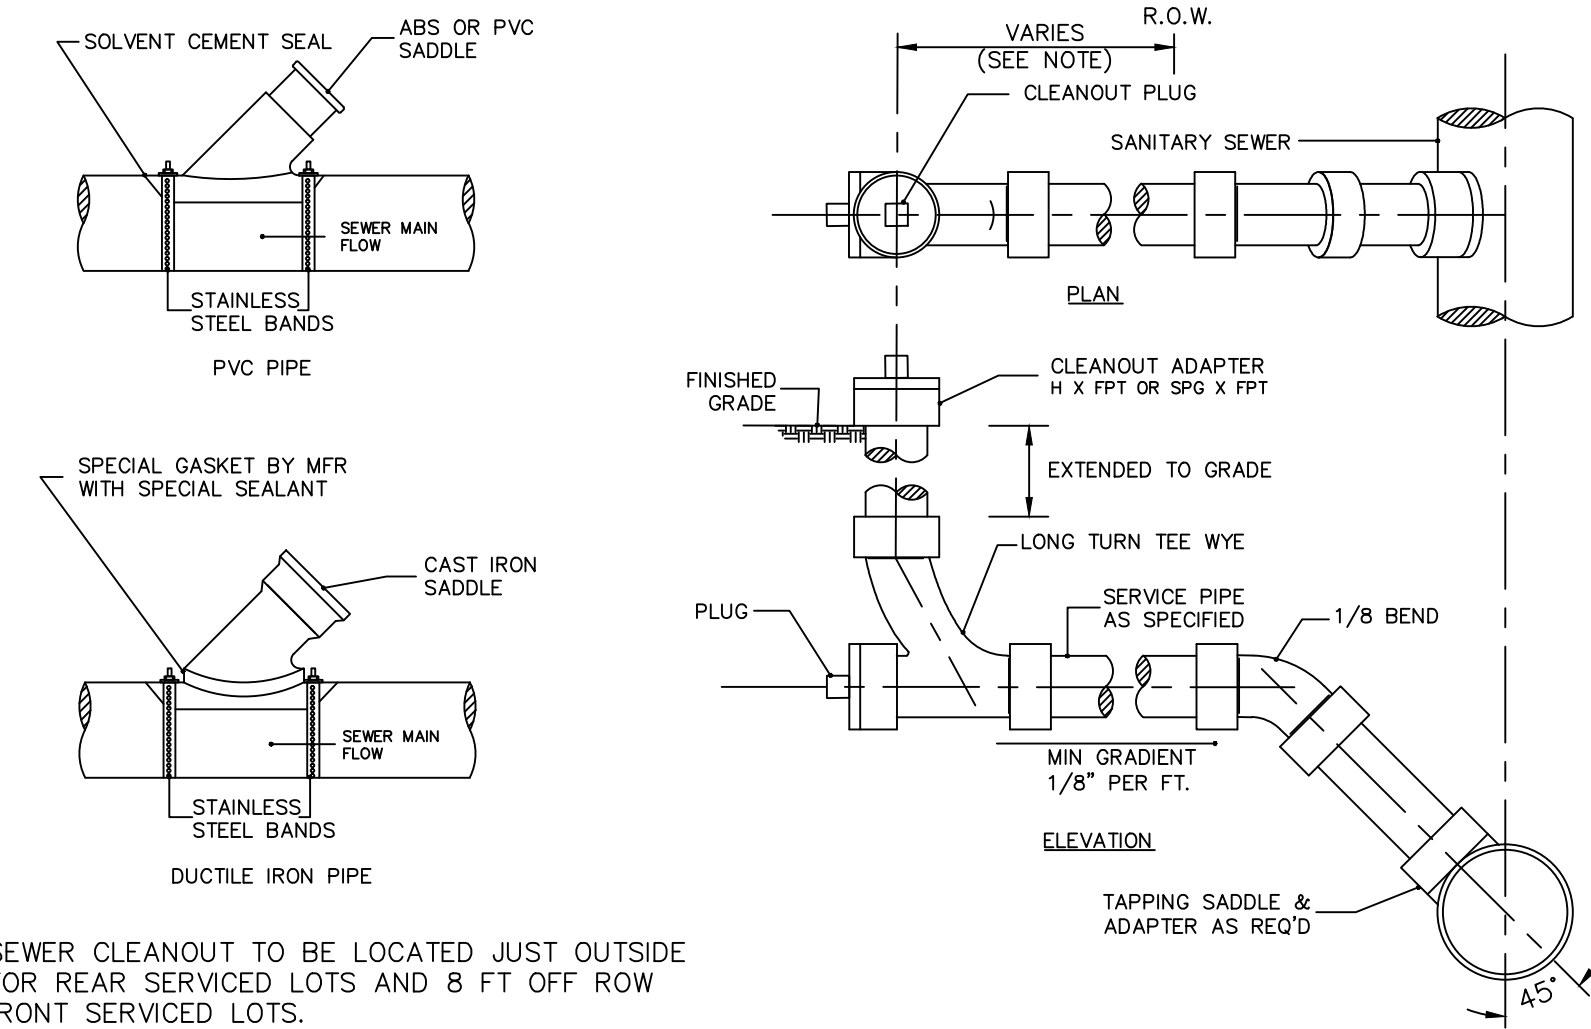 SOLVENT CEMENT SEAL
ABS OR PVC
SADDLE
SEWER MAIN
FLOW
STAINLESS
STEEL BANDS
PVC PIPE
SPECIAL GASKET BY MFR
WITH SPECIAL SEALANT
CAST IRON
SADDLE
SEWER MAIN
FLOW
STAINLESS
STEEL BANDS
DUCTILE IRON PIPE
R.O.W.
VARIES
(SEE NOTE)
CLEANOUT PLUG
SANITARY SEWER
PLAN
FINISHED
GRADE
CLEANOUT ADAPTER
H X FPT OR SPG X FPT
EXTENDED TO GRADE
LONG TURN TEE WYE
PLUG
SERVICE PIPE
AS SPECIFIED
1/8 BEND
MIN GRADIENT
1/8" PER FT.
ELEVATION
TAPPING SADDLE &
ADAPTER AS REQ'D
45°
SEWER CLEANOUT TO BE LOCATED JUST OUTSIDE
OR REAR SERVICED LOTS AND 8 FT OFF ROW
RONT SERVICED LOTS.